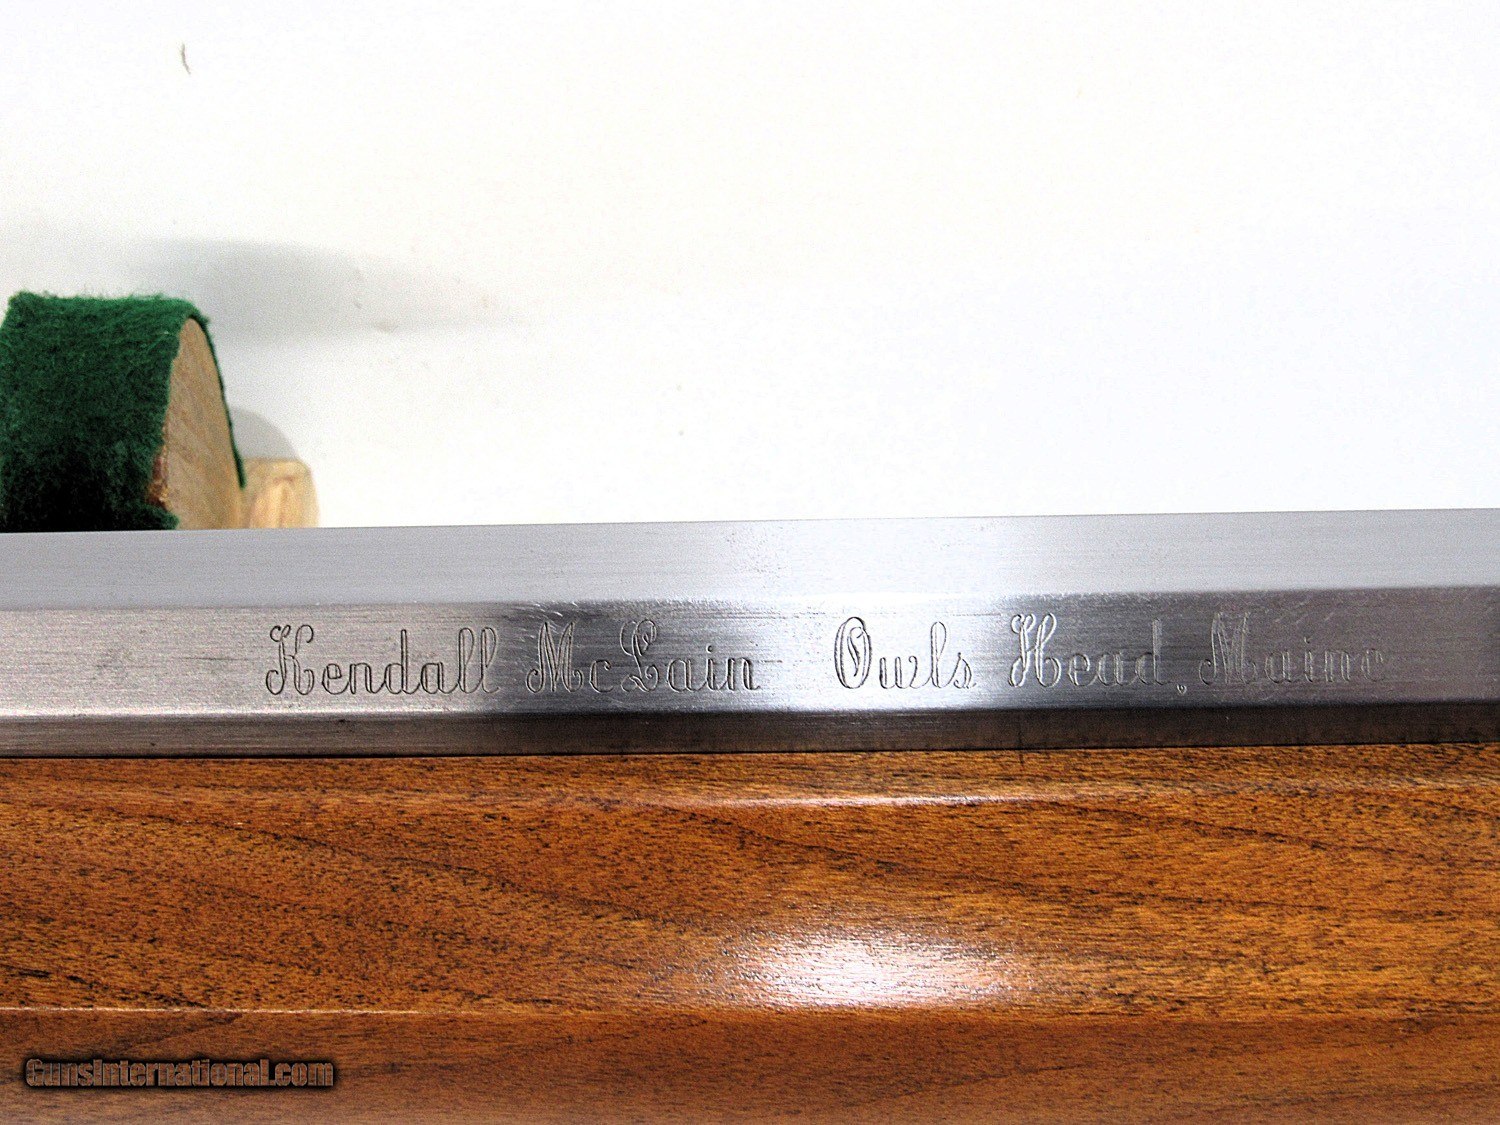 Kendall McLain Owls Head, Maine
GunsInternational.com